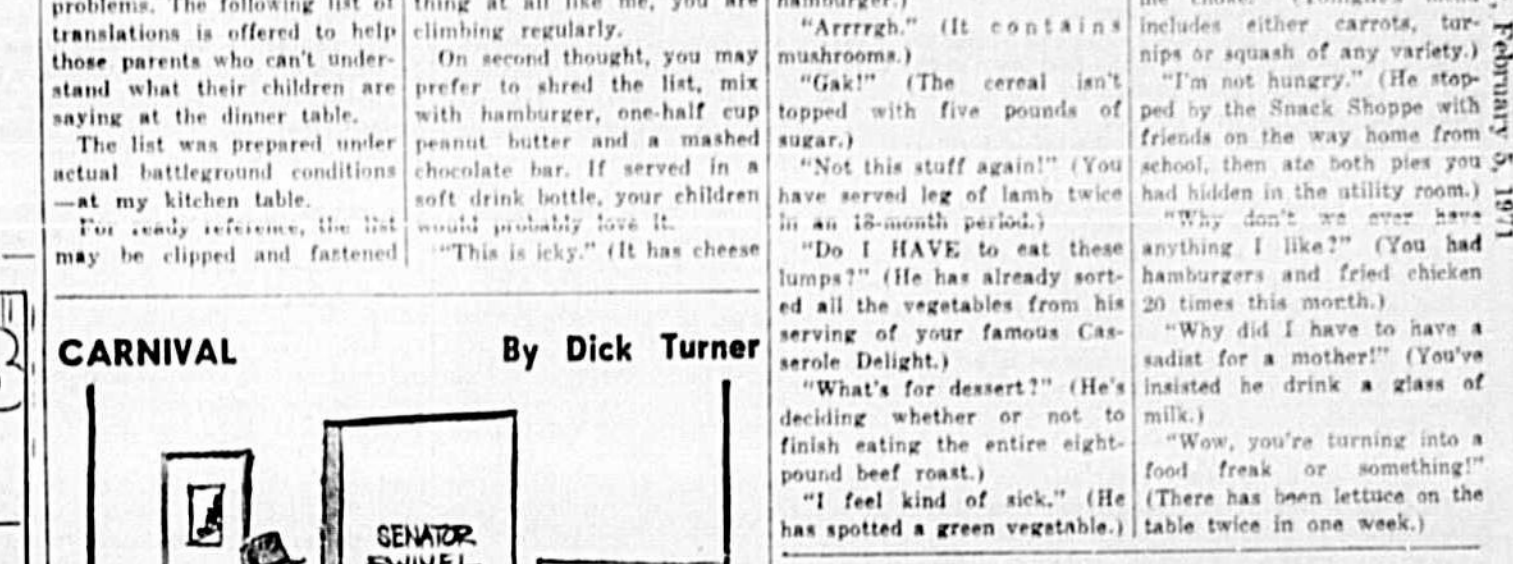 problems. The following list of
translations is offered to help
those parents who can't under-
stand what their children are
saying at the dinner table.
The list was prepared under
actual battleground conditions
—at my kitchen table.
For ready reference, the list
may be clipped and fastened
thing at all like me, you are
climbing regularly.
On second thought, you may
prefer to shred the list, mix
with hamburger, one-half cup
peanut butter and a mashed
chocolate bar. If served in a
soft drink bottle, your children
would probably love it.
"This is icky." (It has cheese
hamburger.)
"Arrrrgh." (It contains
mushrooms.)
"Gak!" (The cereal isn't
topped with five pounds of
sugar.)
"Not this stuff again!" (You
have served leg of lamb twice
in an 18-month period.)
"Do I HAVE to eat these
lumps?" (He has already sort-
ed all the vegetables from his
serving of your famous Cas-
serole Delight.)
"What's for dessert?" (He's
deciding whether or not to
finish eating the entire eight-
pound beef roast.)
"I feel kind of sick." (He
has spotted a green vegetable.)
includes either carrots, tur-
nips or squash of any variety.)
"I'm not hungry." (He stop-
ped by the Snack Shoppe with
friends on the way home from
school, then ate both pies you
had hidden in the utility room.)
"Why don't we ever have
anything I like?" (You had
hamburgers and fried chicken
20 times this month.)
"Why did I have to have a
sadist for a mother!" (You've
insisted he drink a glass of
milk.)
"Wow, you're turning into a
food freak or something!"
(There has been lettuce on the
table twice in one week.)
February 5, 1971
CARNIVAL By Dick Turner
SENATOR